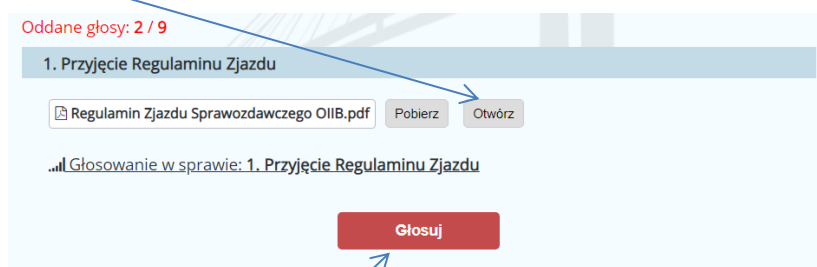 Oddane głosy: 2 / 9
1. Przyjęcie Regulaminu Zjazdu
Regulamin Zjazdu Sprawozdawczego OIIB.pdf Pobierz Otwórz
Głosowanie w sprawie: 1. Przyjęcie Regulaminu Zjazdu
Głosuj